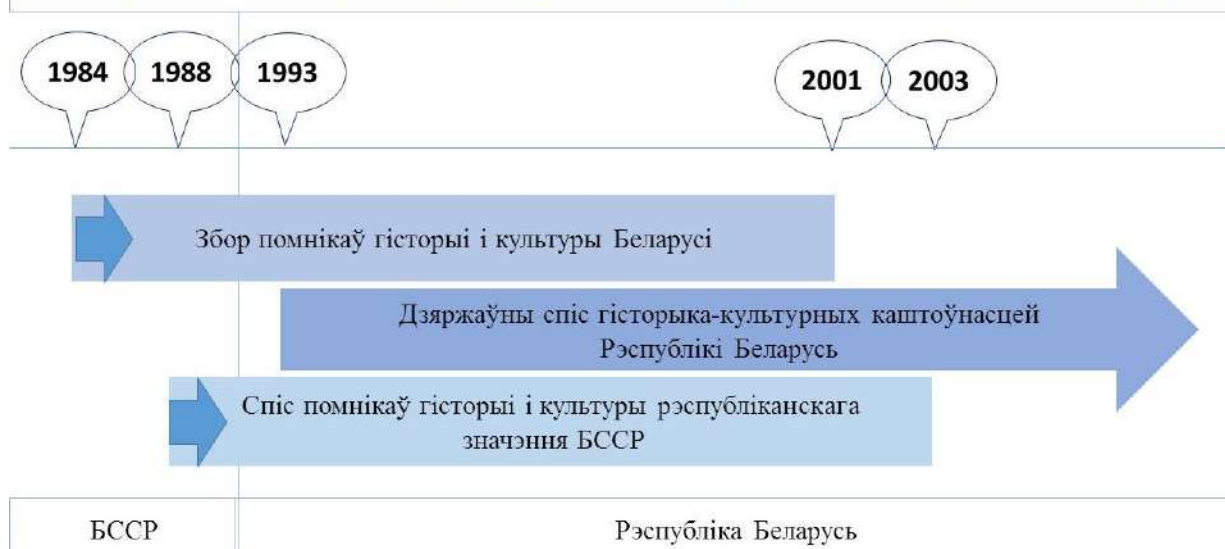 1984
1988
1993
2001
2003
Збор помнікаў гісторыі і культуры Беларусі
Дзяржаўны спіс гісторыка-культурных каштоўнасцей
Рэспублікі Беларусь
Спіс помнікаў гісторыі і культуры рэспубліканскага
значэння БССР
БССР
Рэспубліка Беларусь